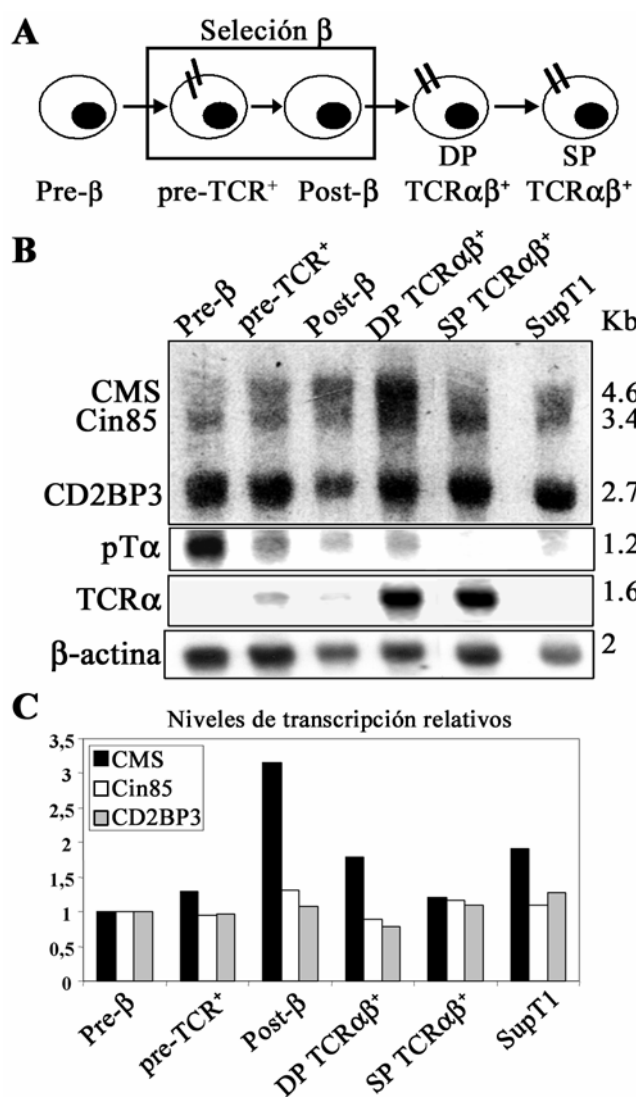 A
Seleción β
Pre-β
pre-TCR⁺
Post-β
DP
TCRαβ⁺
SP
TCRαβ⁺
B
Pre-β
pre-TCR⁺
Post-β
DP TCRαβ⁺
SP TCRαβ⁺
SupT1
Kb
CMS
4.6
Cin85
3.4
CD2BP3
2.7
pTα
1.2
TCRα
1.6
β-actina
2
C
Niveles de transcripción relativos
3,5
3
2,5
2
1,5
1
0,5
0
CMS
Cin85
CD2BP3
Pre-β
pre-TCR⁺
Post-β
DP TCRαβ⁺
SP TCRαβ⁺
SupT1